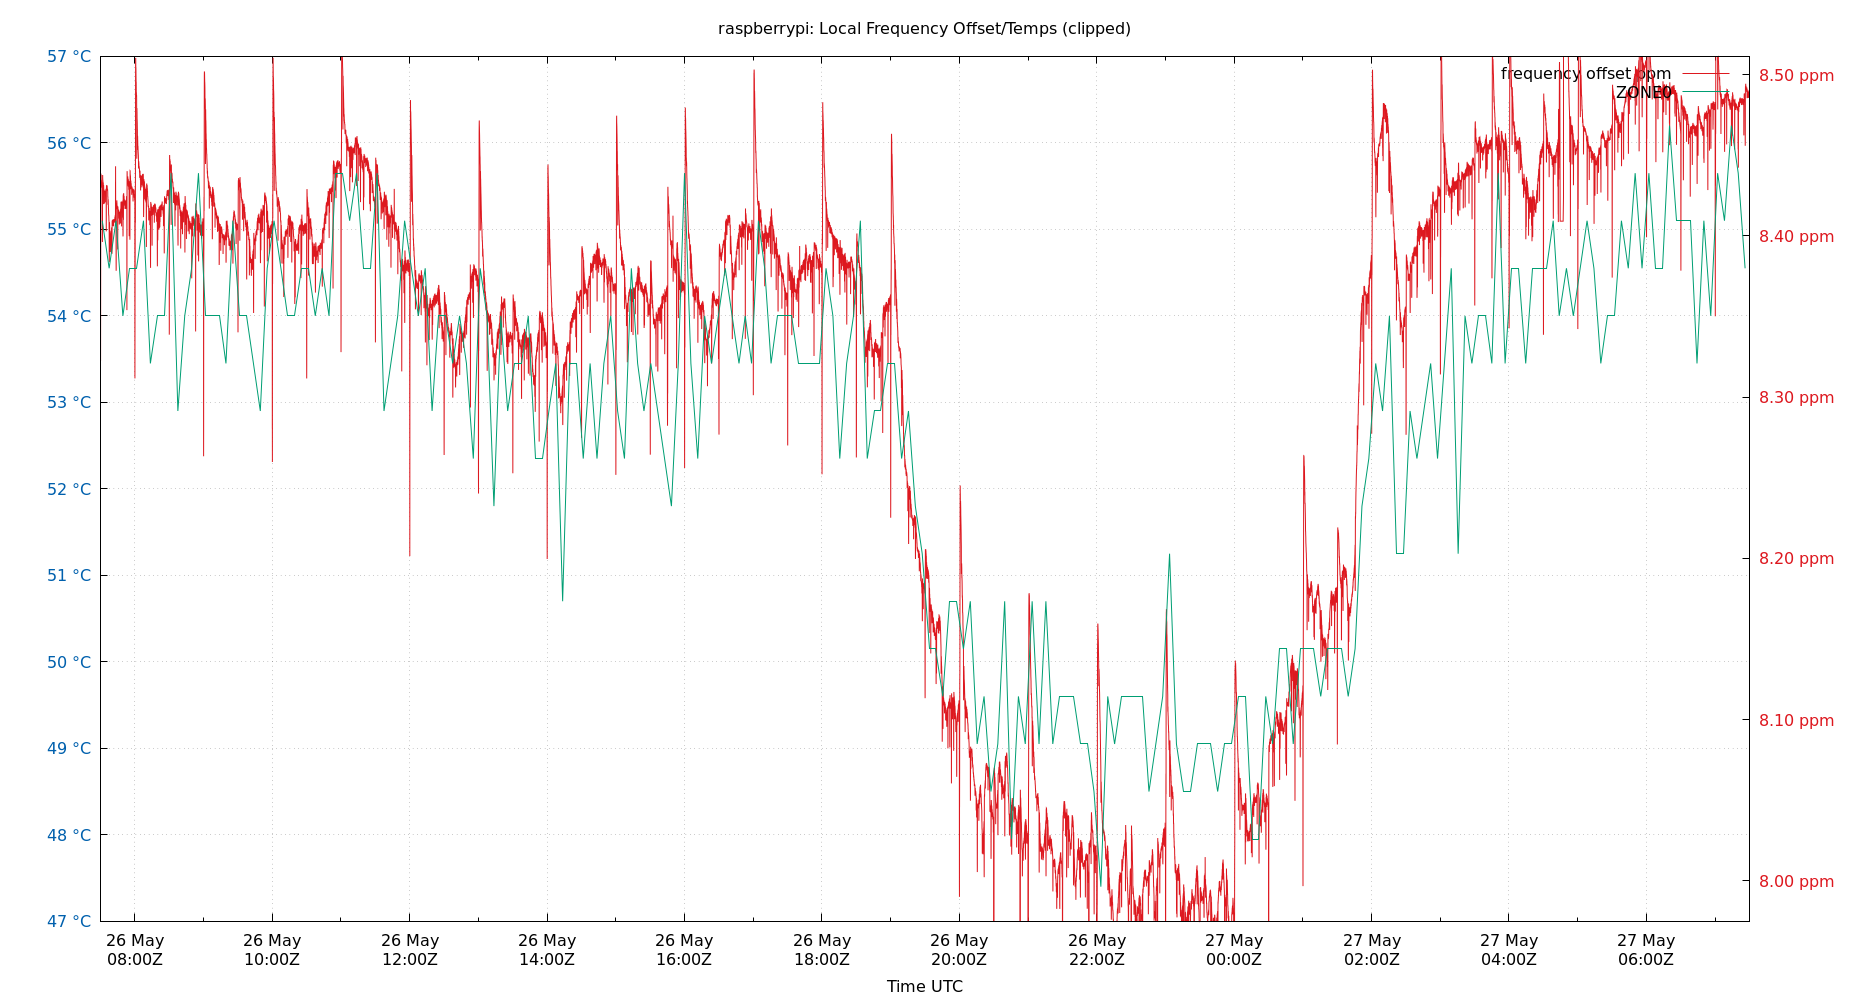 raspberrypi: Local Frequency Offset/Temps (clipped)
57 °C
56 °C
55 °C
54 °C
53 °C
52 °C
51 °C
50 °C
49 °C
48 °C
47 °C
frequency offset ppm
ZONE0
8.50 ppm
8.40 ppm
8.30 ppm
8.20 ppm
8.10 ppm
8.00 ppm
26 May 26 May 26 May 26 May 26 May 26 May 26 May 26 May 27 May 27 May 27 May 27 May
08:00Z 10:00Z 12:00Z 14:00Z 16:00Z 18:00Z 20:00Z 22:00Z 00:00Z 02:00Z 04:00Z 06:00Z
Time UTC